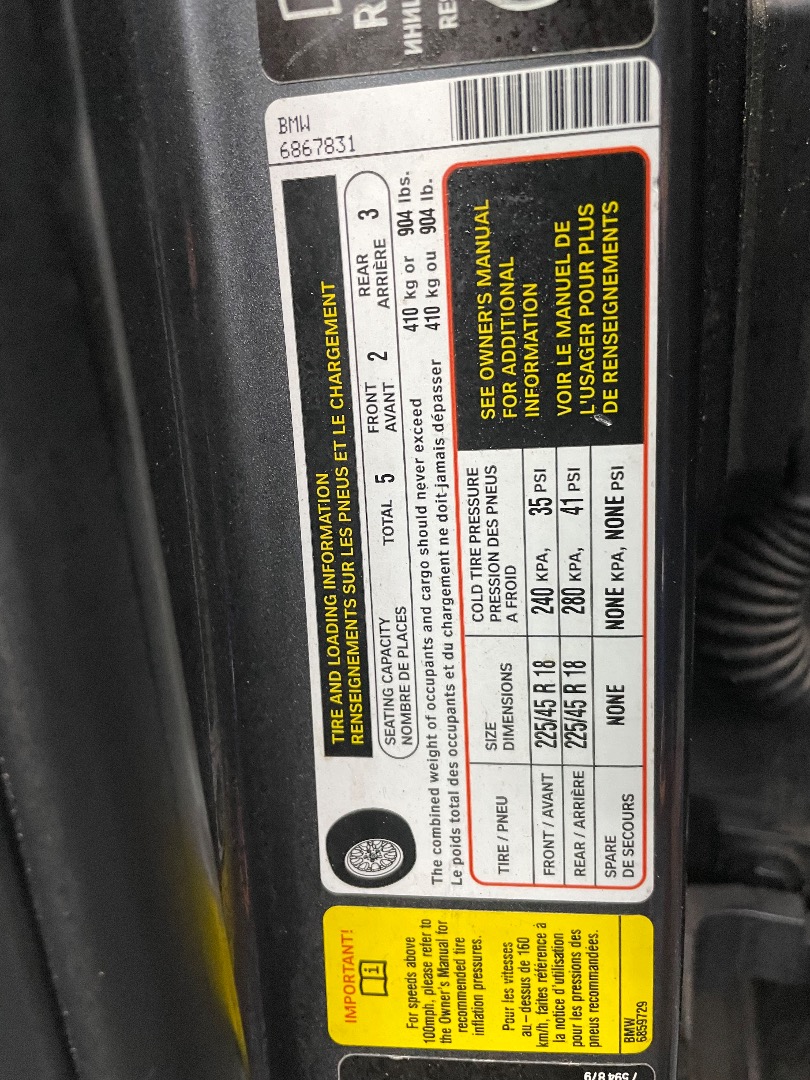 IMPORTANT!
For speeds above
100mph, please refer to
the Owner's Manual for
recommended tire
inflation pressures.
Pour les vitesses
au-dessus de 160
km/h, faites référence à
la notice d'utilisation
pour les pressions des
pneus recommandées.
BMW
6859729
TIRE AND LOADING INFORMATION
RENSEIGNEMENTS SUR LES PNEUS ET LE CHARGEMENT
SEATING CAPACITY TOTAL 5 FRONT 2 REAR 3
NOMBRE DE PLACES AVANT ARRIÈRE
The combined weight of occupants and cargo should never exceed 410 kg or 904 lbs.
Le poids total des occupants et du chargement ne doit jamais dépasser 410 kg ou 904 lb.
TIRE / PNEU SIZE DIMENSIONS COLD TIRE PRESSURE PRESSION DES PNEUS A FROID
FRONT / AVANT 225/45 R 18 240 KPA, 35 PSI
REAR / ARRIÈRE 225/45 R 18 280 KPA, 41 PSI
SPARE DE SECOURS NONE NONE KPA, NONE PSI
SEE OWNER'S MANUAL
FOR ADDITIONAL
INFORMATION
VOIR LE MANUEL DE
L'USAGER POUR PLUS
DE RENSEIGNEMENTS
BMW
6867831